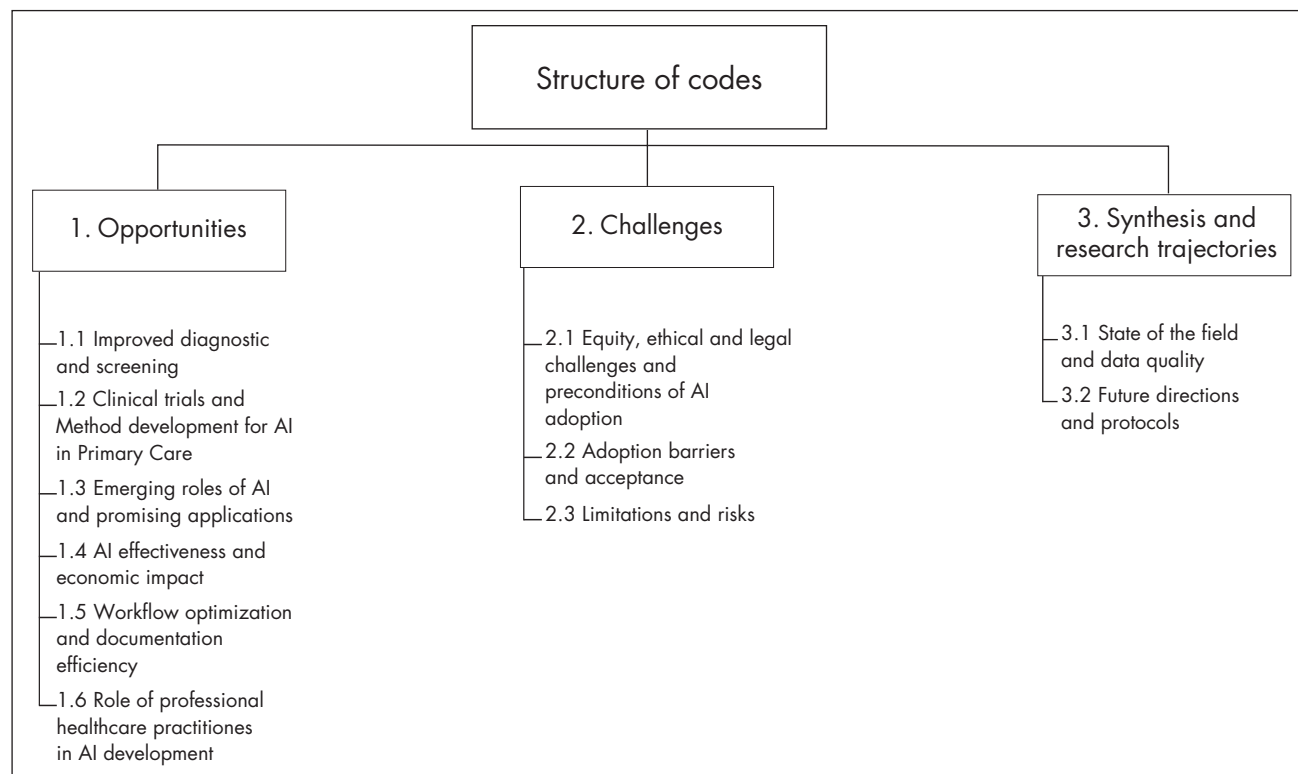 Structure of codes
1. Opportunities
1.1 Improved diagnostic
and screening
1.2 Clinical trials and
Method development for AI
in Primary Care
1.3 Emerging roles of AI
and promising applications
1.4 AI effectiveness and
economic impact
1.5 Workflow optimization
and documentation
efficiency
1.6 Role of professional
healthcare practitiones
in AI development
2. Challenges
2.1 Equity, ethical and legal
challenges and
preconditions of AI
adoption
2.2 Adoption barriers
and acceptance
2.3 Limitations and risks
3. Synthesis and
research trajectories
3.1 State of the field
and data quality
3.2 Future directions
and protocols